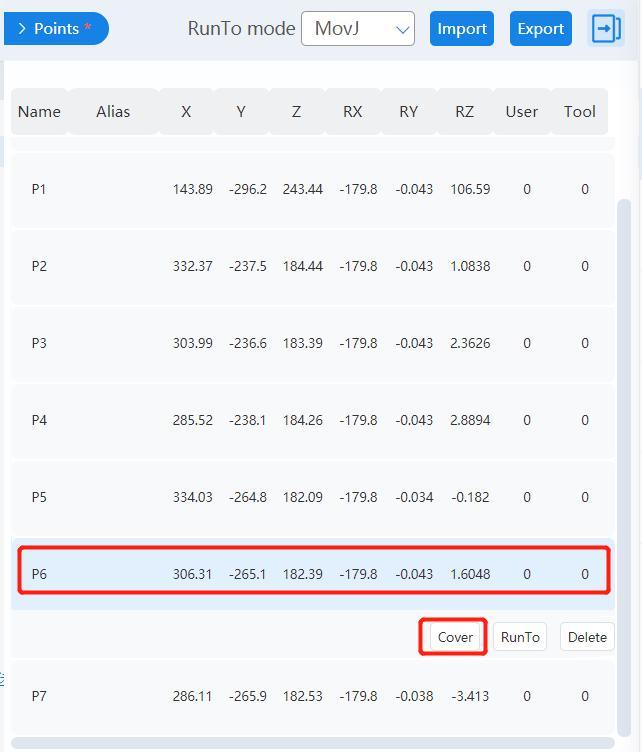 Points * RunTo mode MovJ Import Export
Name Alias X Y Z RX RY RZ User Tool
P1 143.89 -296.2 243.44 -179.8 -0.043 106.59 0 0
P2 332.37 -237.5 184.44 -179.8 -0.043 1.0838 0 0
P3 303.99 -236.6 183.39 -179.8 -0.043 2.3626 0 0
P4 285.52 -238.1 184.26 -179.8 -0.043 2.8894 0 0
P5 334.03 -264.8 182.09 -179.8 -0.034 -0.182 0 0
P6 306.31 -265.1 182.39 -179.8 -0.043 1.6048 0 0
Cover RunTo Delete
P7 286.11 -265.9 182.53 -179.8 -0.038 -3.413 0 0